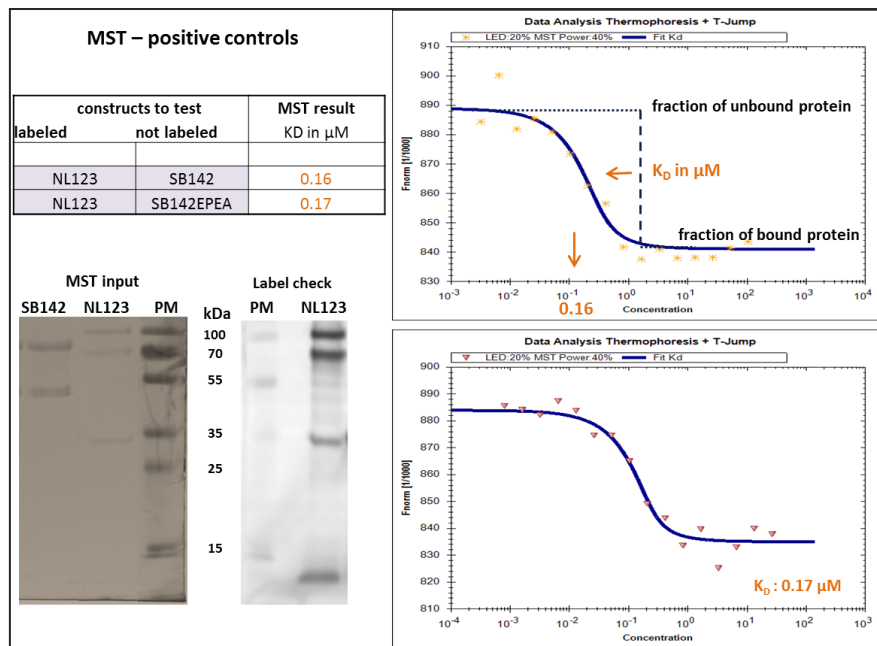 MST – positive controls
constructs to test MST result
labeled not labeled KD in µM
NL123 SB142 0.16
NL123 SB142EPEA 0.17
MST input
SB142 NL123 PM
kDa
100
70
55
35
25
15
Label check
PM NL123
Data Analysis Thermophoresis + T-Jump
LED:20% MST Power:40% Fit Kd
Fnorm [1/1000]
910
900
890
880
870
860
850
840
830
fraction of unbound protein
KD in µM
fraction of bound protein
10-3 10-2 10-1 100 101 102 103
0.16
Concentration
Data Analysis Thermophoresis + T-Jump
LED:20% MST Power:40% Fit Kd
Fnorm [1/1000]
900
890
880
870
860
850
840
830
820
810
KD : 0.17 µM
10-4 10-3 10-2 10-1 100 101 102 103
Concentration